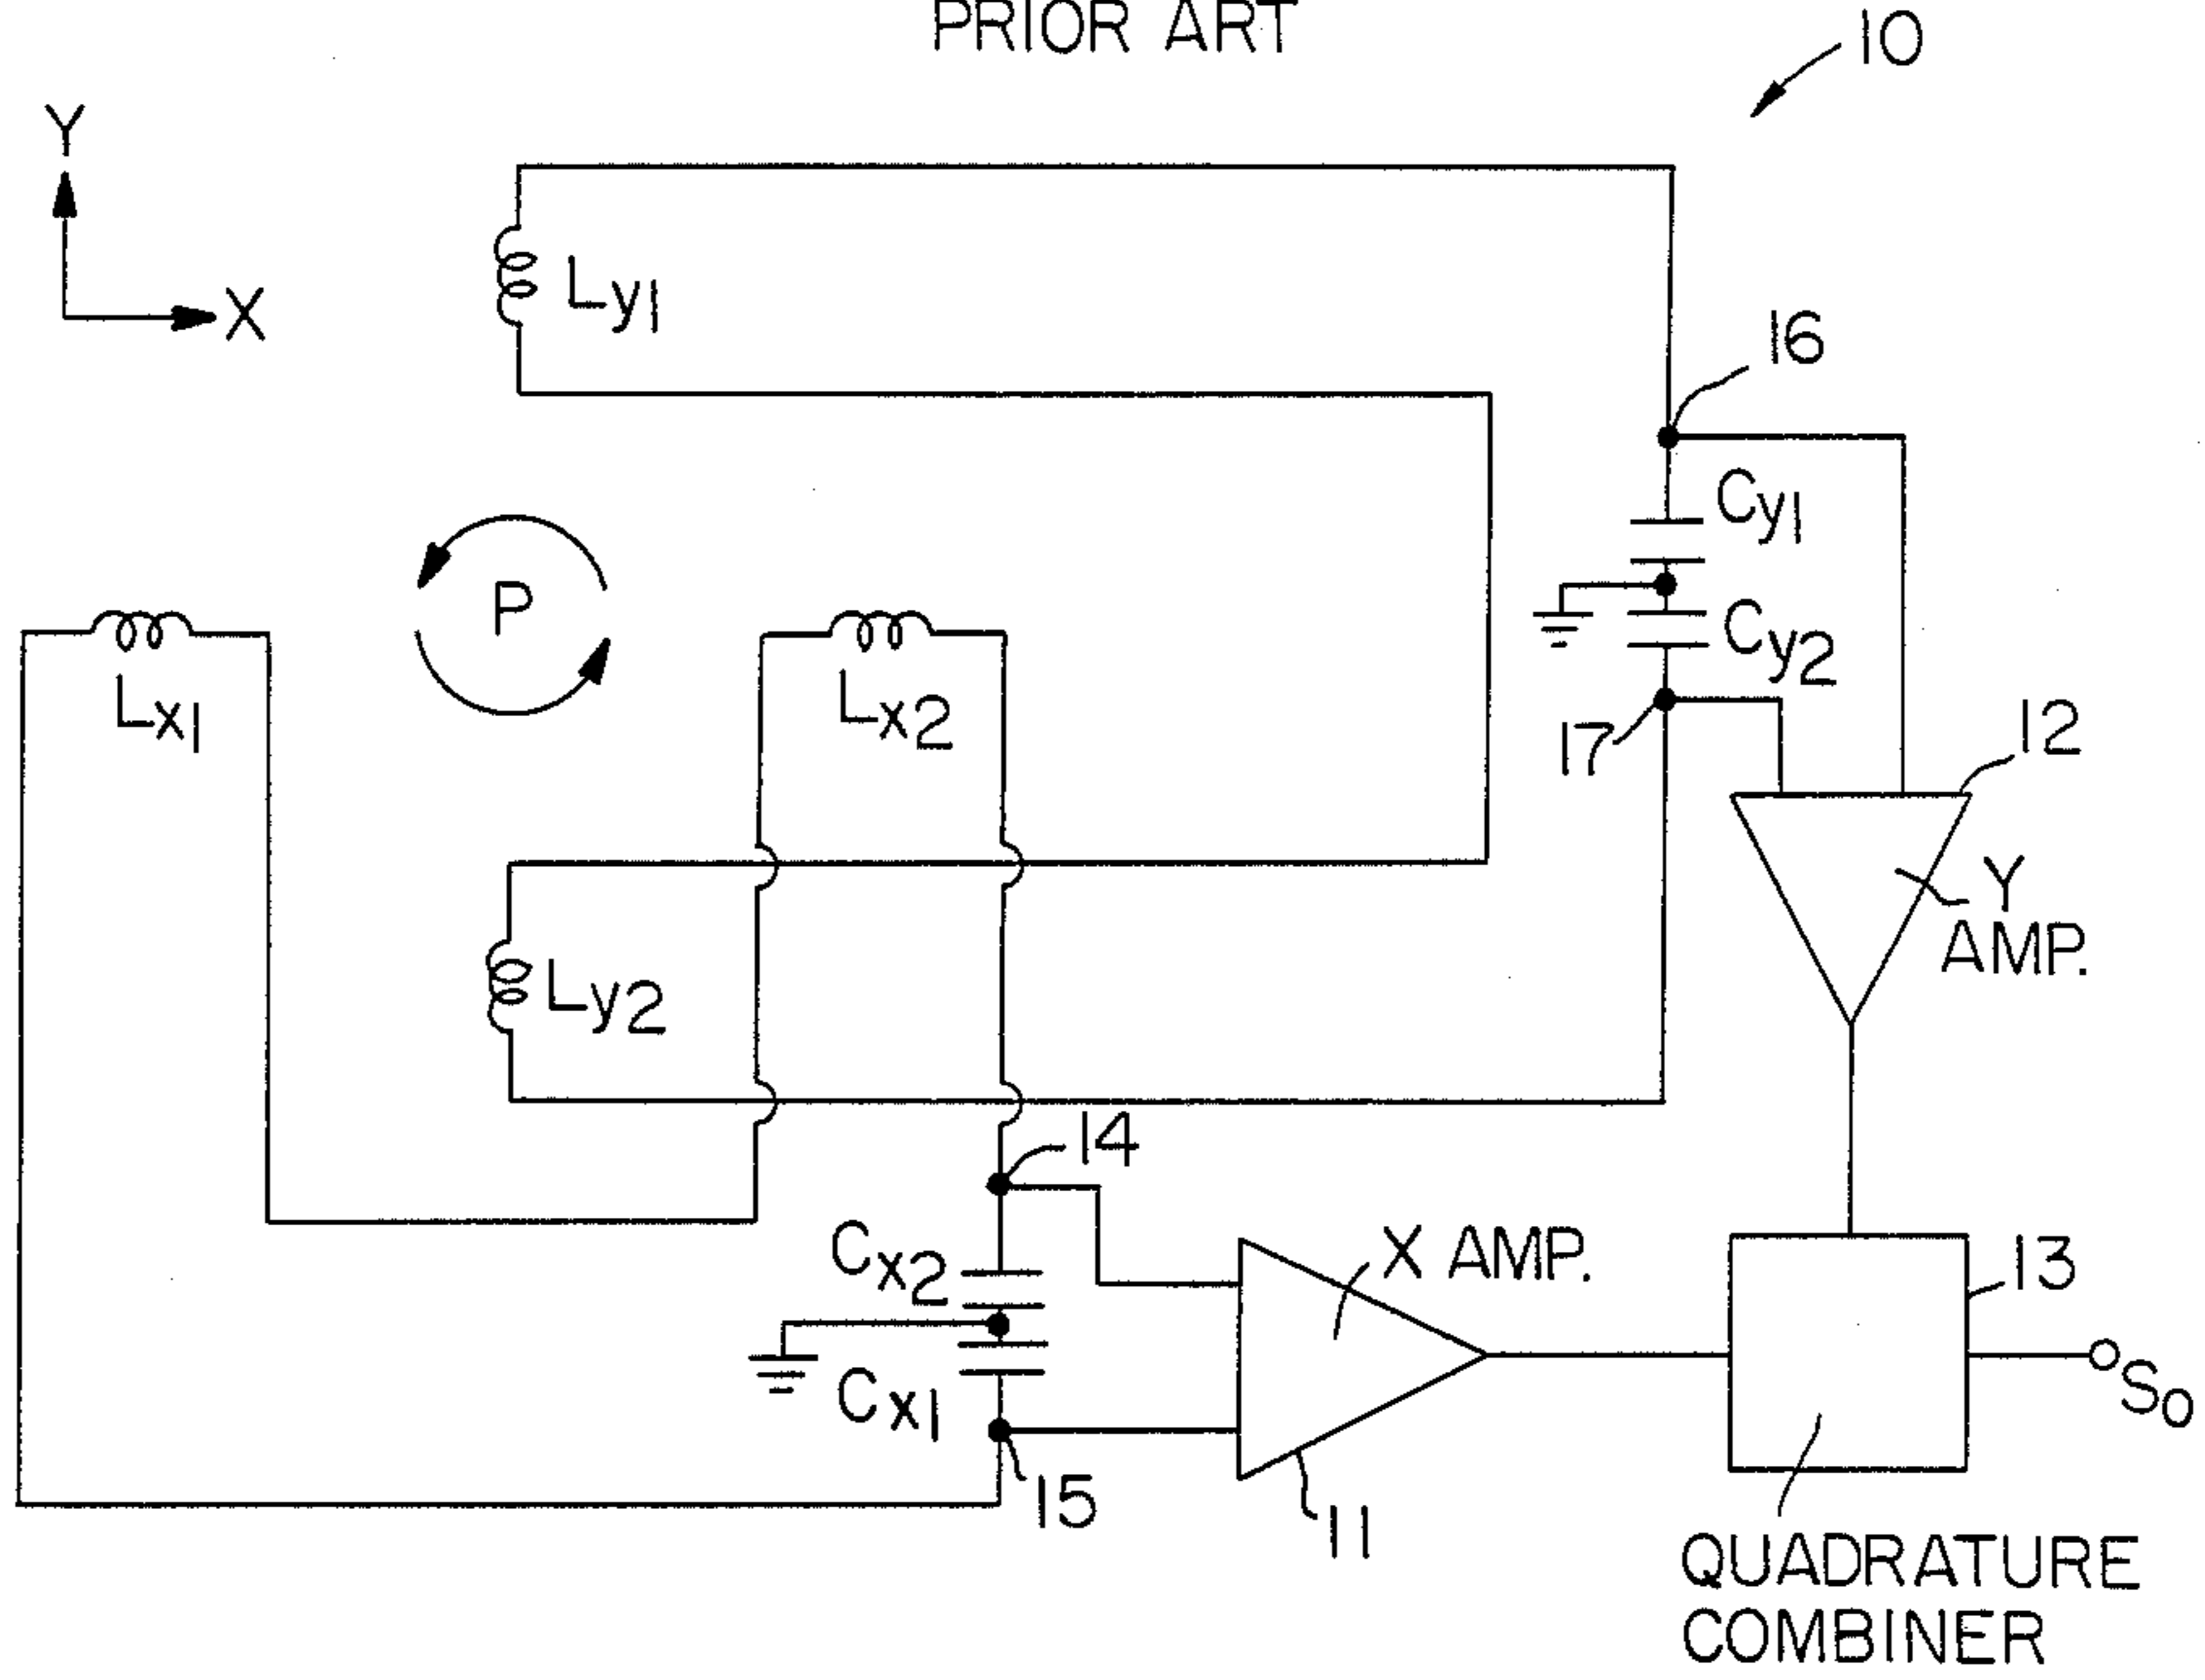 PRIOR ART
10
Y
X
Ly1
16
Cy1
P
Cy2
Lx1
Lx2
17
12
Y
AMP.
Ly2
14
Cx2
X AMP.
13
Cx1
So
15
11
QUADRATURE
COMBINER